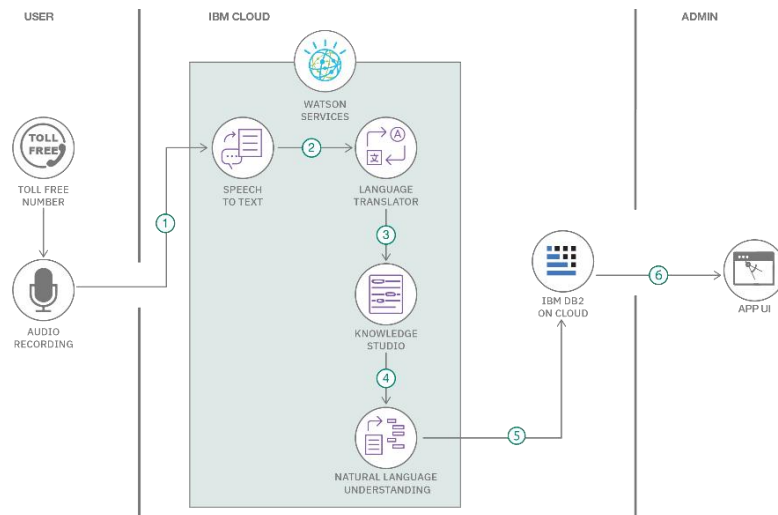 USER
IBM CLOUD
ADMIN
WATSON
SERVICES
TOLL
FREE
TOLL FREE
NUMBER
1
SPEECH
TO TEXT
2
A
文
LANGUAGE
TRANSLATOR
3
AUDIO
RECORDING
KNOWLEDGE
STUDIO
4
NATURAL LANGUAGE
UNDERSTANDING
5
IBM DB2
ON CLOUD
6
APP UI